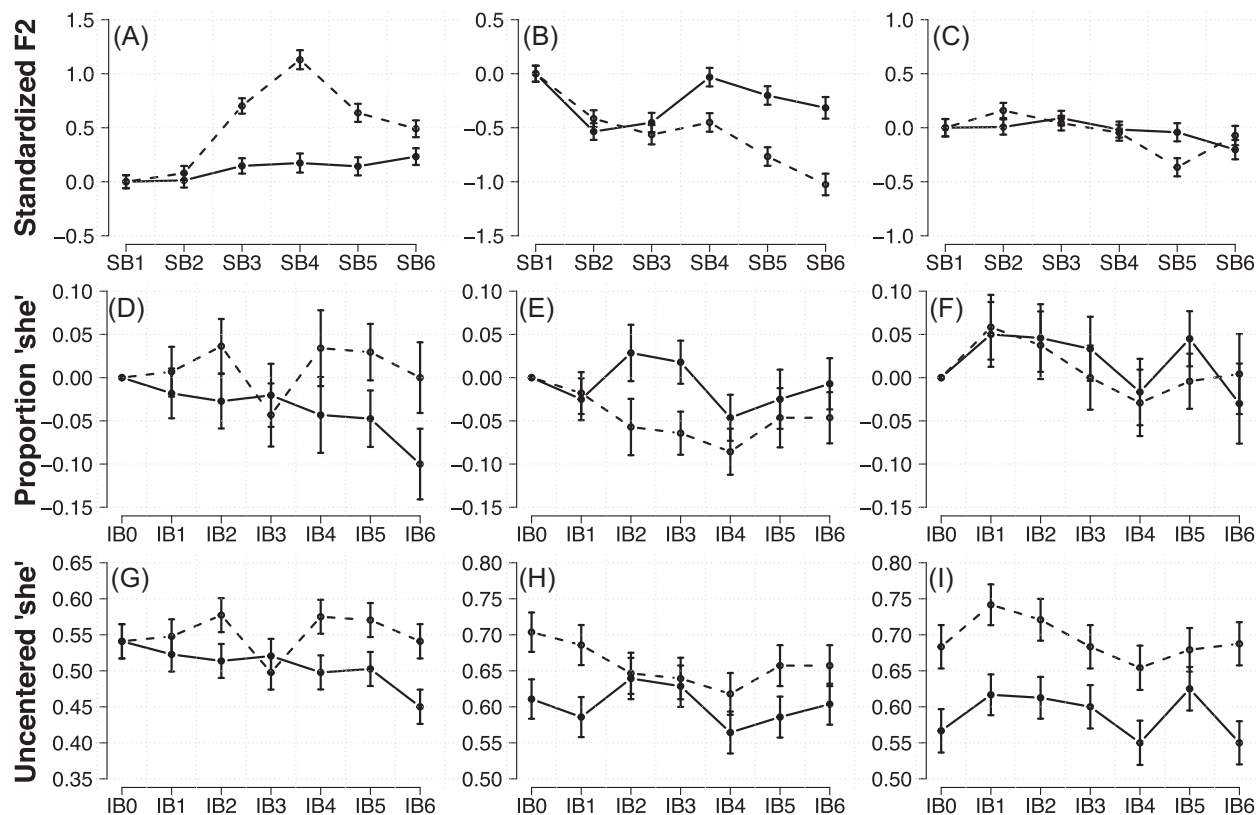 Standardized F2
(A)
1.5
1.0
0.5
0.0
−0.5
SB1 SB2 SB3 SB4 SB5 SB6
(B)
0.5
0.0
−0.5
−1.0
−1.5
SB1 SB2 SB3 SB4 SB5 SB6
(C)
1.0
0.5
0.0
−0.5
−1.0
SB1 SB2 SB3 SB4 SB5 SB6
Proportion 'she'
(D)
0.10
0.05
0.00
−0.05
−0.10
−0.15
IB0 IB1 IB2 IB3 IB4 IB5 IB6
(E)
0.10
0.05
0.00
−0.05
−0.10
−0.15
IB0 IB1 IB2 IB3 IB4 IB5 IB6
(F)
0.10
0.05
0.00
−0.05
−0.10
−0.15
IB0 IB1 IB2 IB3 IB4 IB5 IB6
Uncentered 'she'
(G)
0.65
0.60
0.55
0.50
0.45
0.40
0.35
IB0 IB1 IB2 IB3 IB4 IB5 IB6
(H)
0.80
0.75
0.70
0.65
0.60
0.55
0.50
IB0 IB1 IB2 IB3 IB4 IB5 IB6
(I)
0.80
0.75
0.70
0.65
0.60
0.55
0.50
IB0 IB1 IB2 IB3 IB4 IB5 IB6